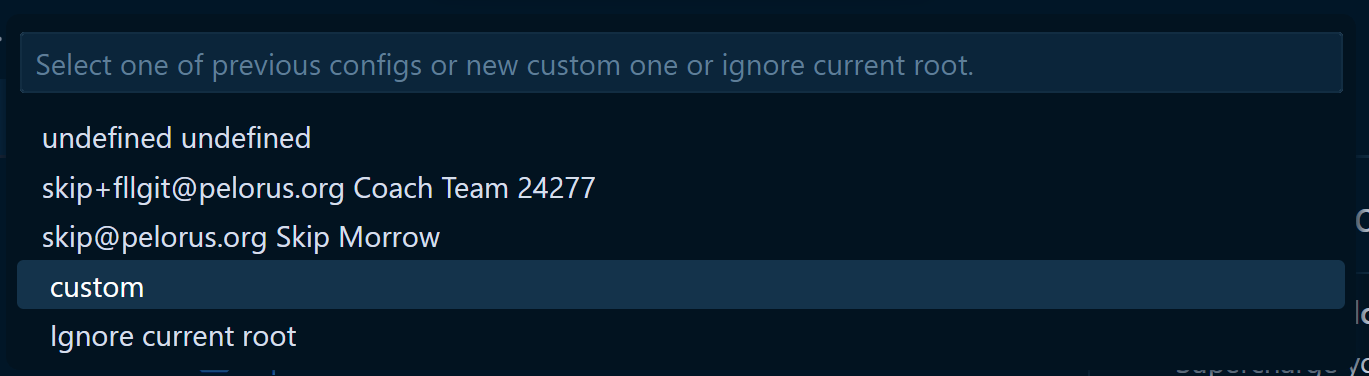 Select one of previous configs or new custom one or ignore current root.
undefined undefined
skip+fllgit@pelorus.org Coach Team 24277
skip@pelorus.org Skip Morrow
custom
Ignore current root